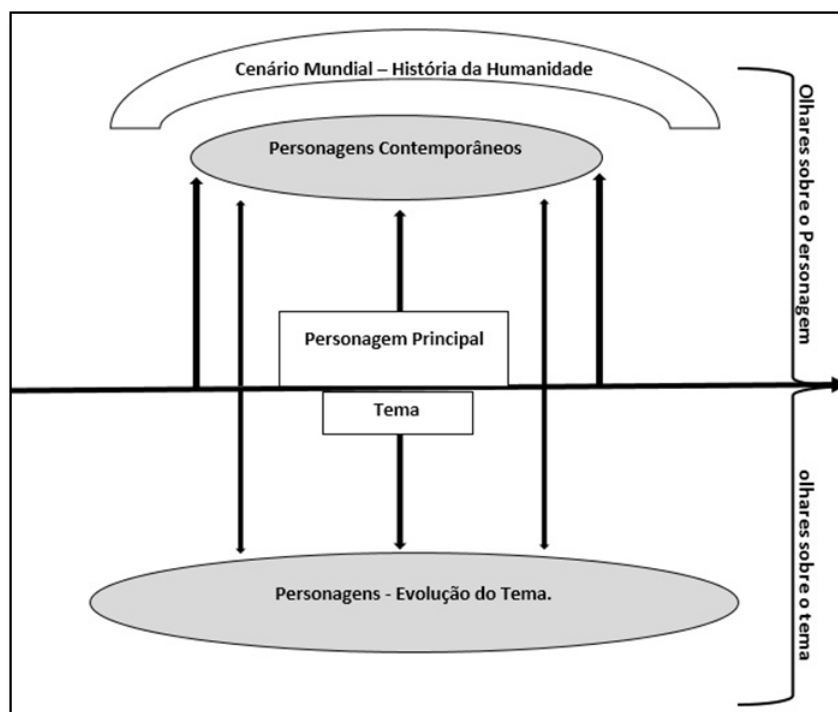 Cenário Mundial – História da Humanidade
Personagens Contemporâneos
Personagem Principal
Tema
Personagens - Evolução do Tema.
Olhares sobre o Personagem
olhares sobre o tema